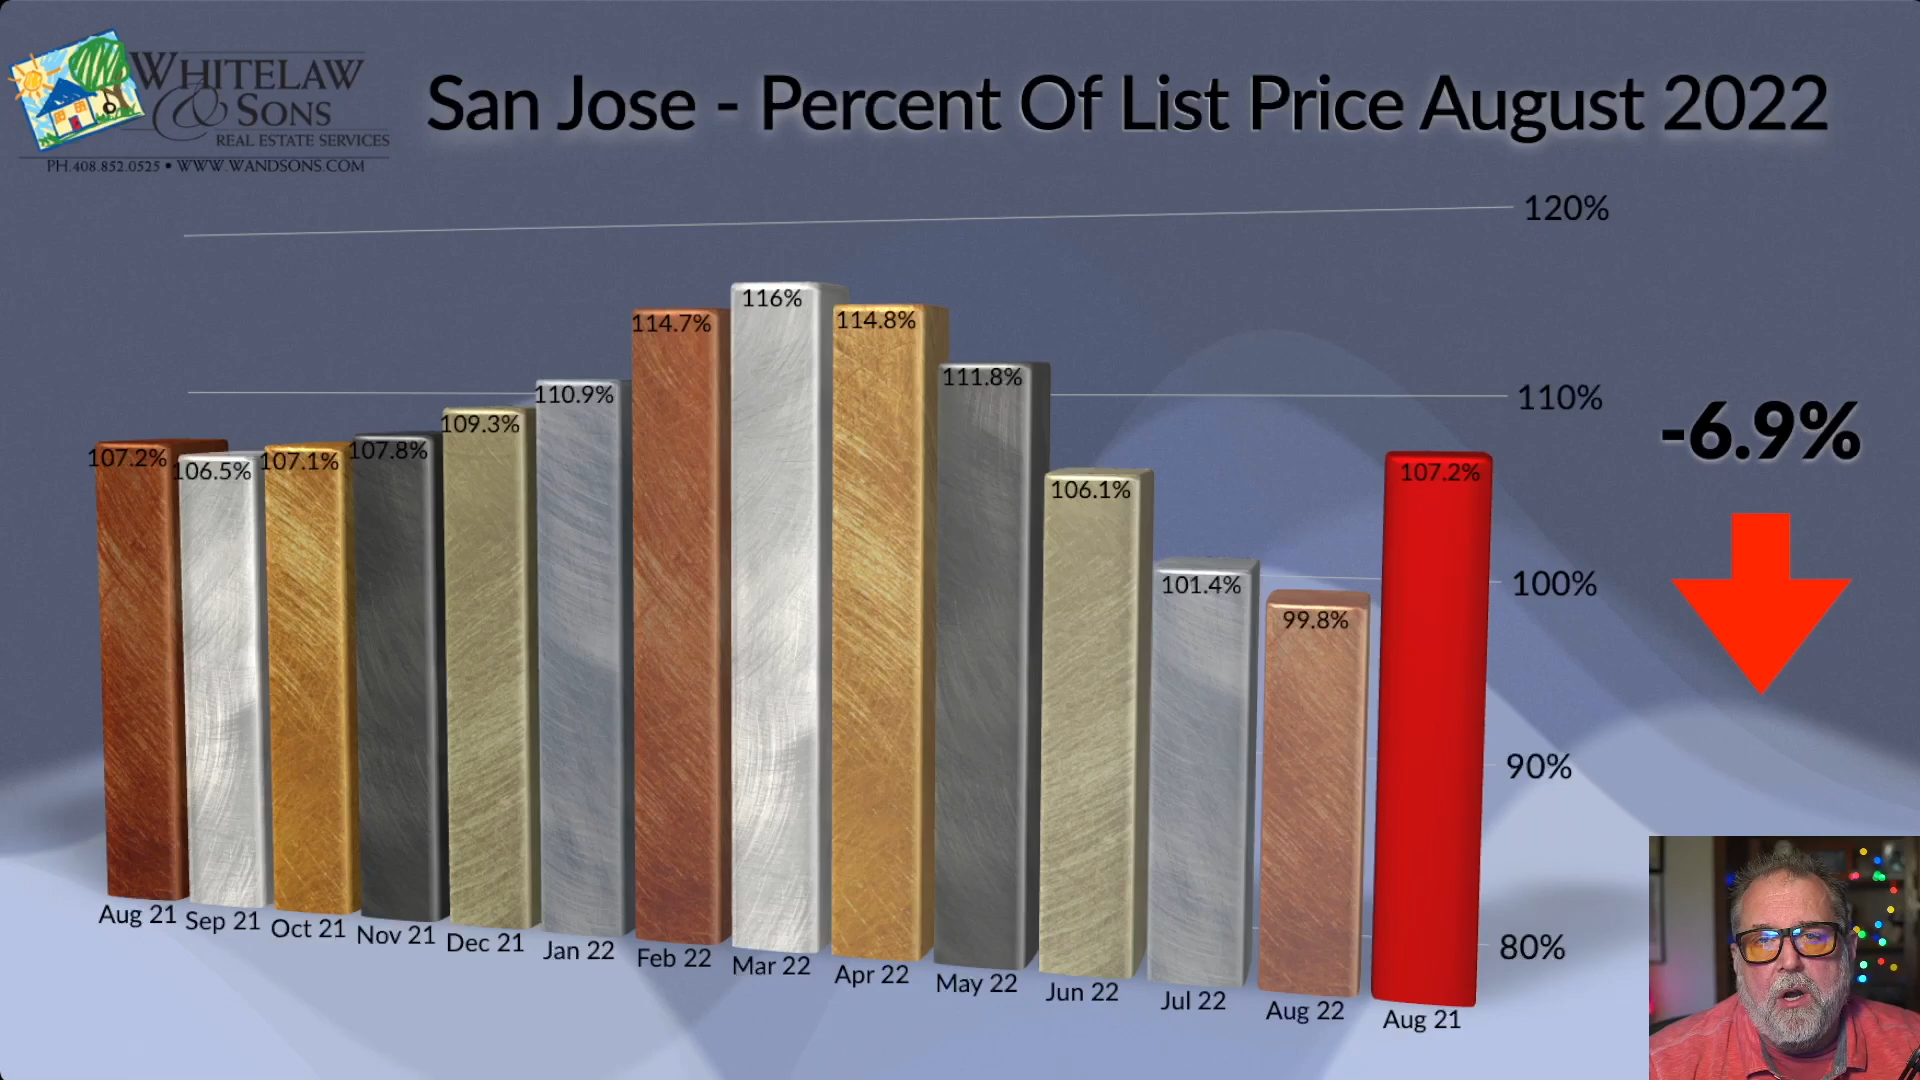 WHITELAW
& SONS
REAL ESTATE SERVICES
PH.408.852.0525 • WWW.WANDSONS.COM
San Jose - Percent Of List Price August 2022
120%
110%
100%
90%
80%
107.2%
106.5%
107.1%
107.8%
109.3%
110.9%
114.7%
116%
114.8%
111.8%
106.1%
101.4%
99.8%
107.2%
-6.9%
Aug 21
Sep 21
Oct 21
Nov 21
Dec 21
Jan 22
Feb 22
Mar 22
Apr 22
May 22
Jun 22
Jul 22
Aug 22
Aug 21